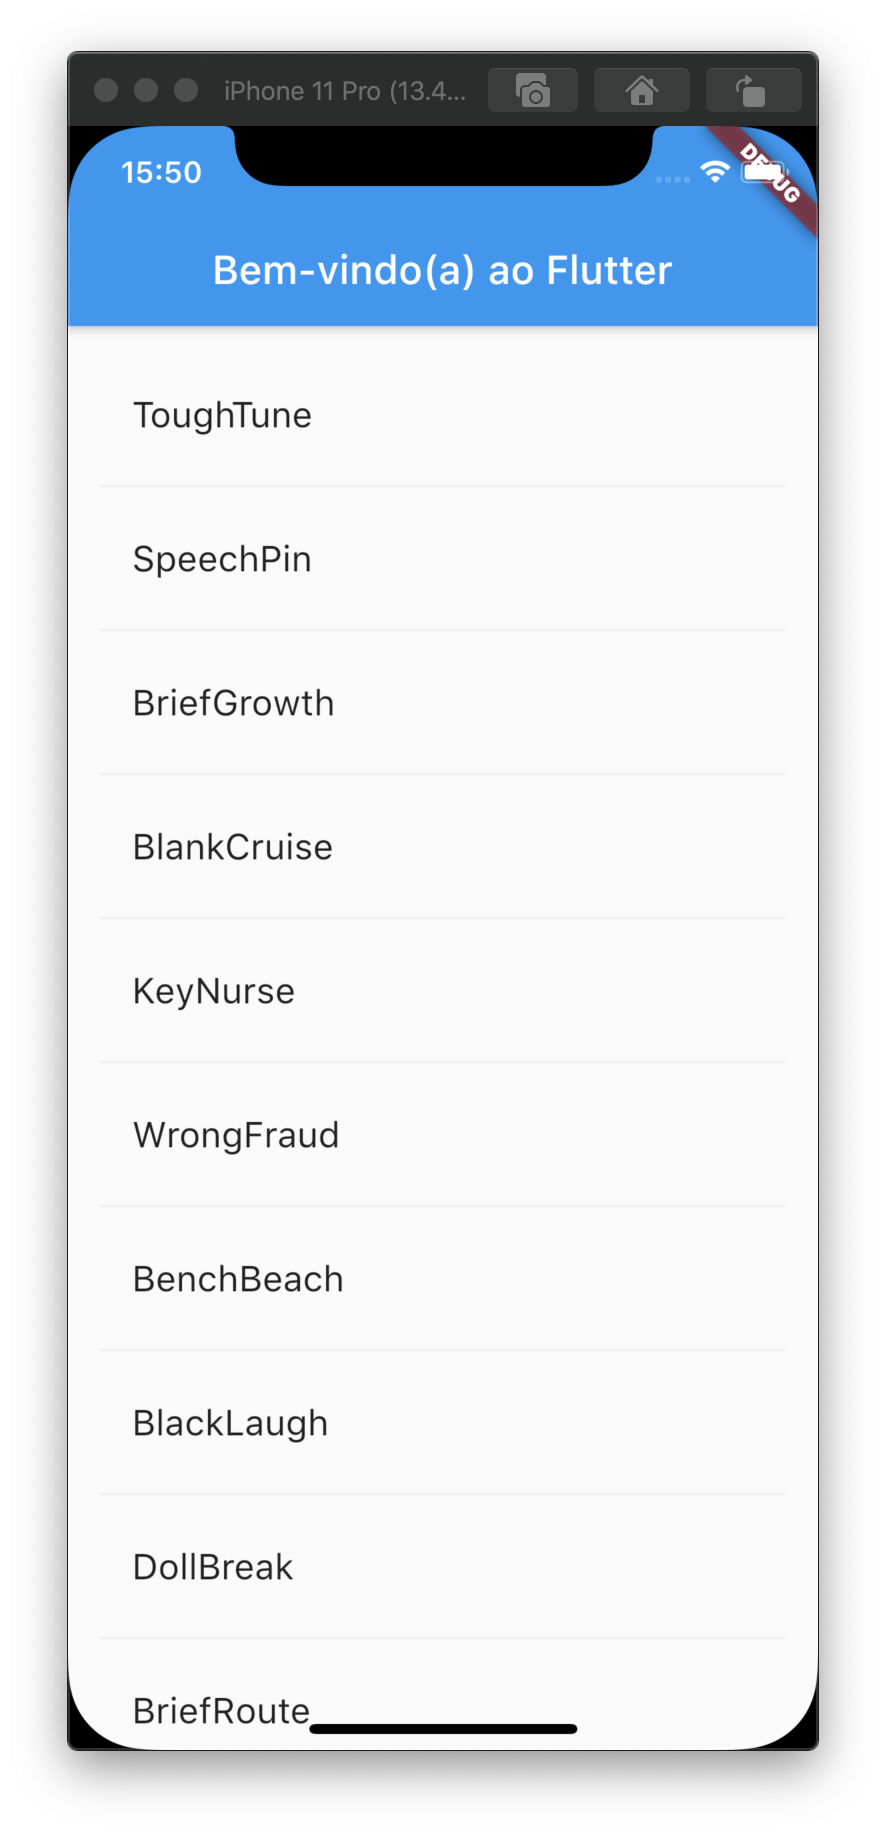 iPhone 11 Pro (13.4...
15:50
DEBUG
Bem-vindo(a) ao Flutter
ToughTune
SpeechPin
BriefGrowth
BlankCruise
KeyNurse
WrongFraud
BenchBeach
BlackLaugh
DollBreak
BriefRoute